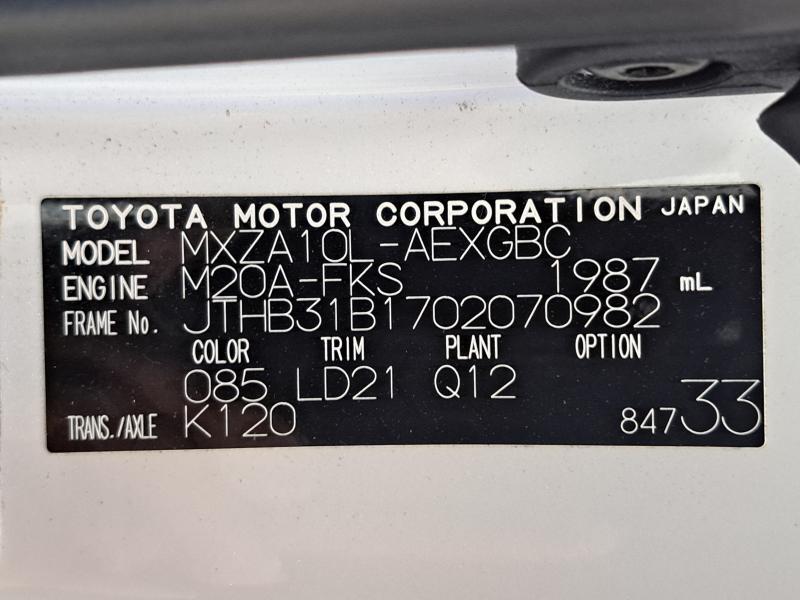 TOYOTA MOTOR CORPORATION JAPAN
MODEL MXZA10L-AEXGBC
ENGINE M20A-FKS 1987 mL
FRAME No. JTHB31B1702070982
COLOR TRIM PLANT OPTION
085 LD21 Q12
TRANS./AXLE K120 84733